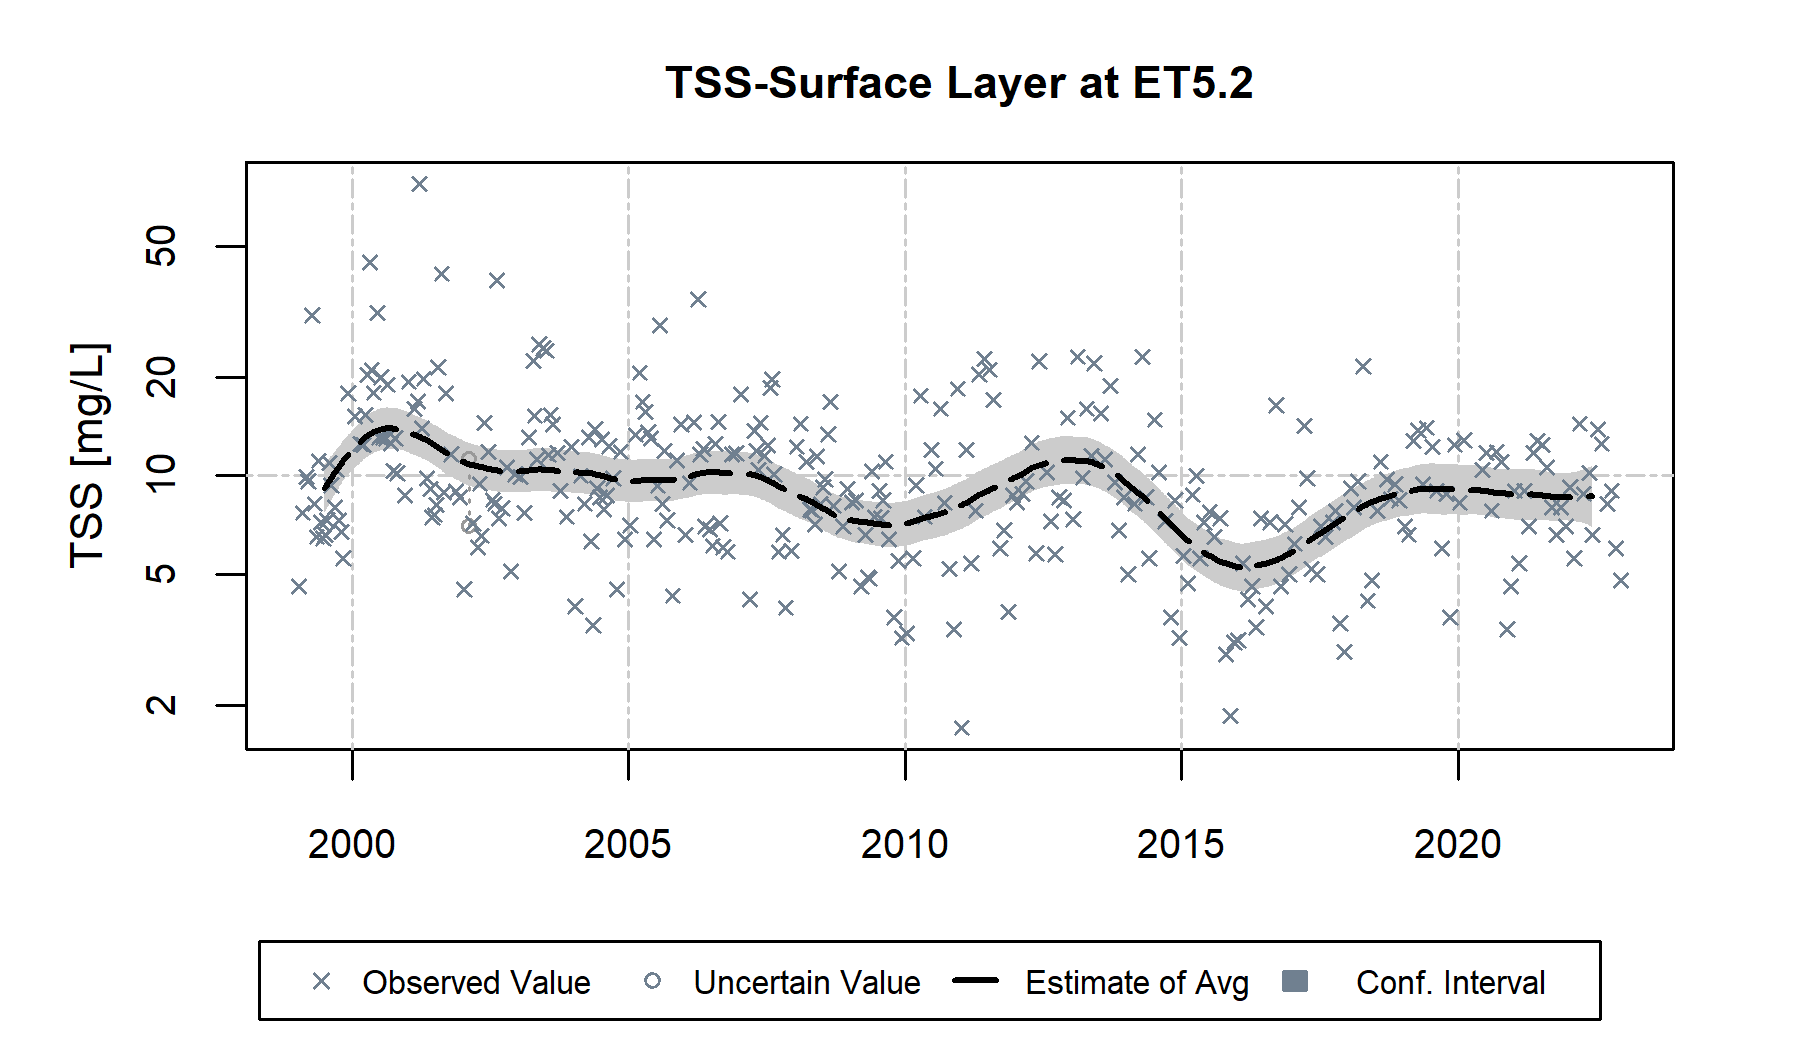 TSS-Surface Layer at ET5.2
TSS [mg/L]
50
20
10
5
2
2000 2005 2010 2015 2020
Observed Value Uncertain Value Estimate of Avg Conf. Interval